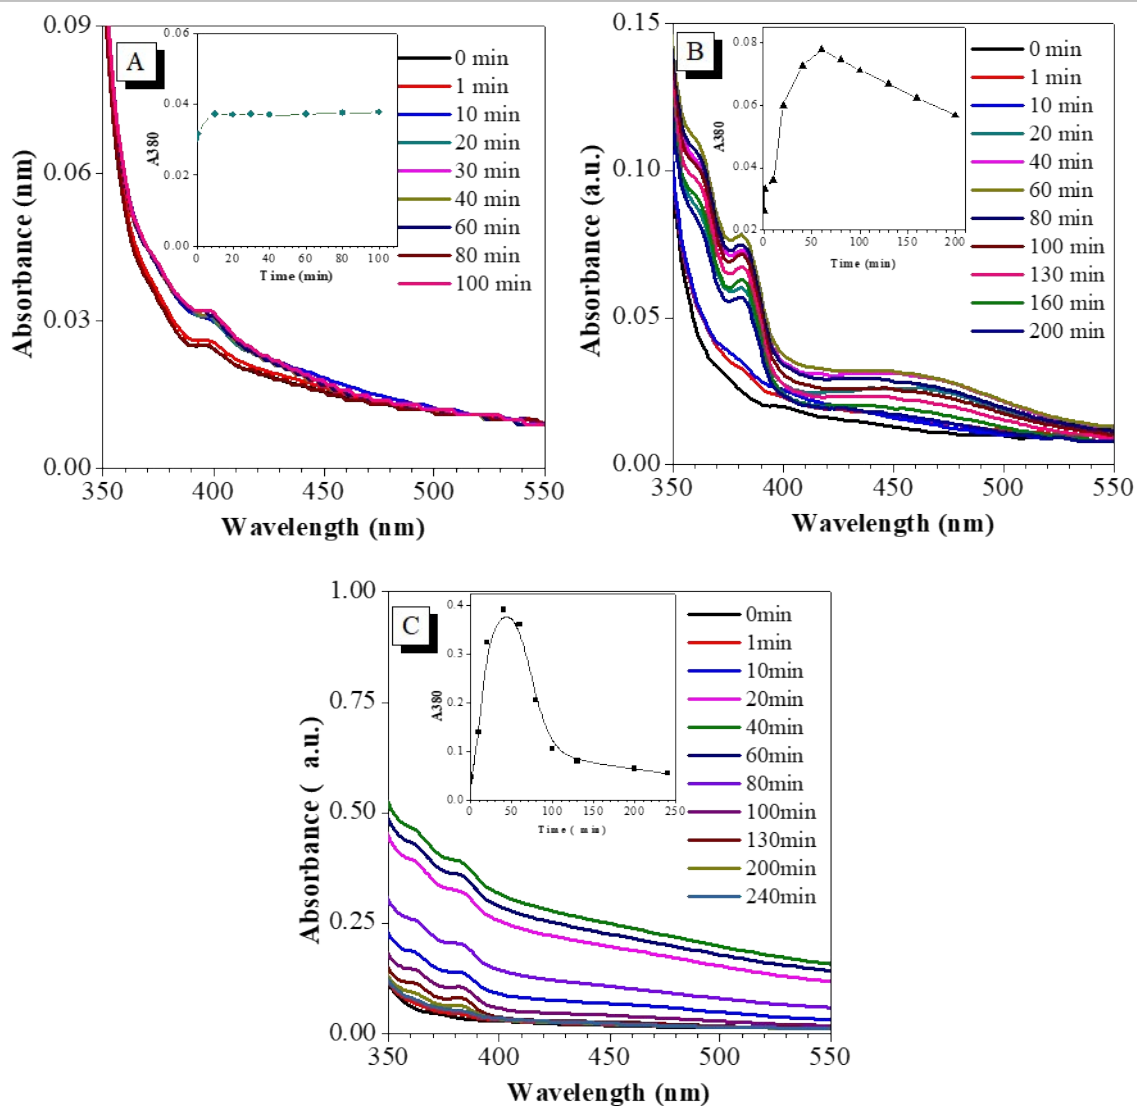 A
0.09
0.06
0.03
0.00
350
400
450
500
550
Absorbance (nm)
Wavelength (nm)
0 min
1 min
10 min
20 min
30 min
40 min
60 min
80 min
100 min
0.06
0.04
0.02
0.00
0
20
40
60
80
100
A380
Time (min)
B
0.15
0.10
0.05
0.00
350
400
450
500
550
Absorbance (a.u.)
Wavelength (nm)
0 min
1 min
10 min
20 min
40 min
60 min
80 min
100 min
130 min
160 min
200 min
0.08
0.06
0.04
0.02
0
50
100
150
200
A380
Time (min)
C
1.00
0.75
0.50
0.25
0.00
350
400
450
500
550
Absorbance ( a.u.)
Wavelength (nm)
0min
1min
10min
20min
40min
60min
80min
100min
130min
200min
240min
0.4
0.3
0.2
0.1
0.0
0
50
100
150
200
250
A380
Time ( min)